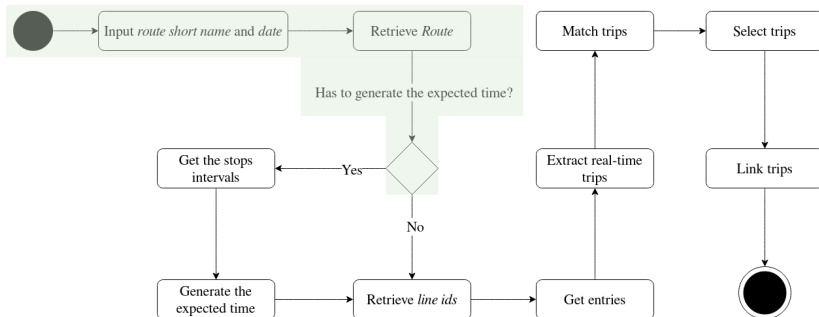 Input route short name and date
Retrieve Route
Match trips
Select trips
Has to generate the expected time?
Get the stops
intervals
Yes
Extract real-time
trips
Link trips
No
Generate the
expected time
Retrieve line ids
Get entries